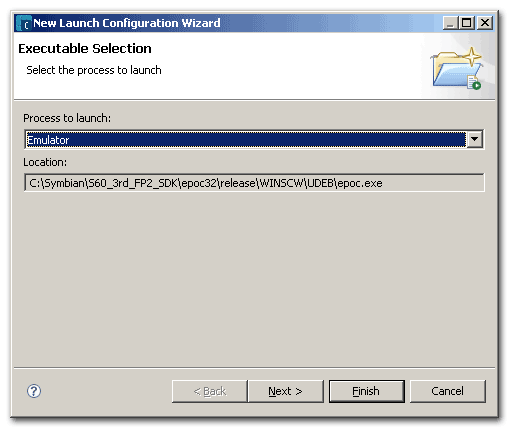 New Launch Configuration Wizard
Executable Selection
Select the process to launch
Process to launch:
Emulator
Location:
C:\Symbian\S60_3rd_FP2_SDK\epoc32\release\WINSCW\UDEB\epoc.exe
? < Back Next > Finish Cancel